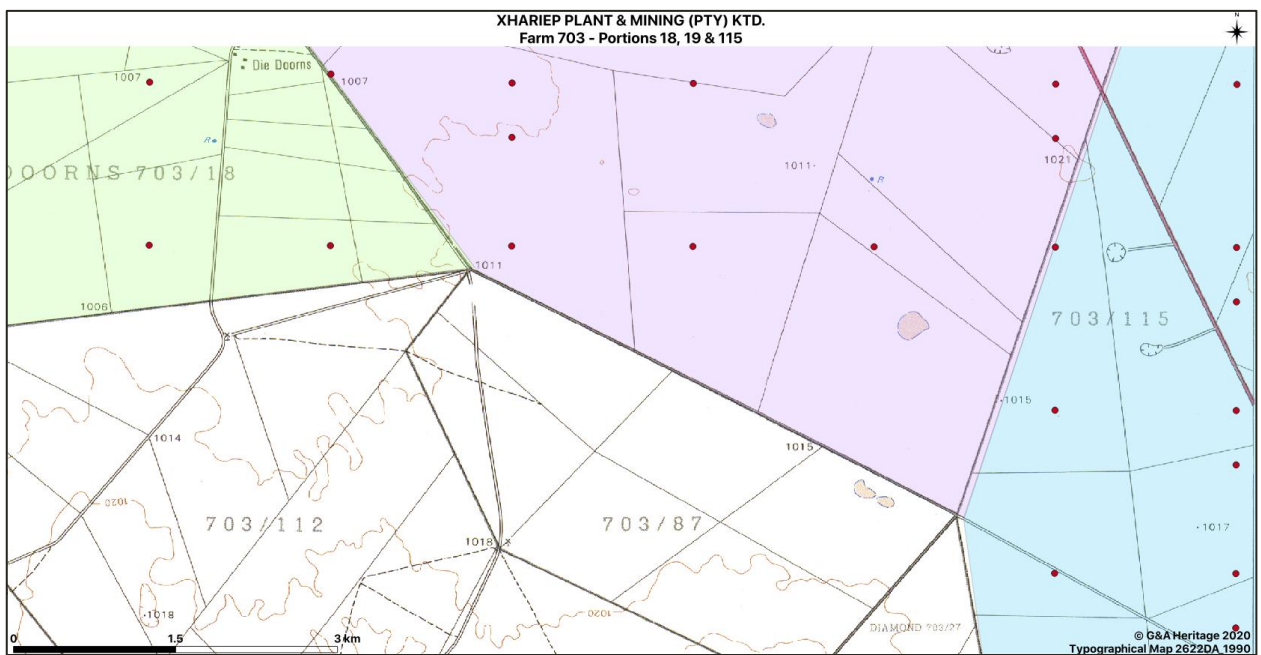 XHARIEP PLANT & MINING (PTY) KTD.
Farm 703 - Portions 18, 19 & 115
N
Die Doorns
1007
1007
R
1011
R
1021
DOORNS 703/18
1011
1006
703/115
1015
1014
1015
1020
703/112
703/87
1018
1017
1018
1020
DIAMOND 703/27
0 1.5 3 km
© G&A Heritage 2020
Typographical Map 2622DA_1990